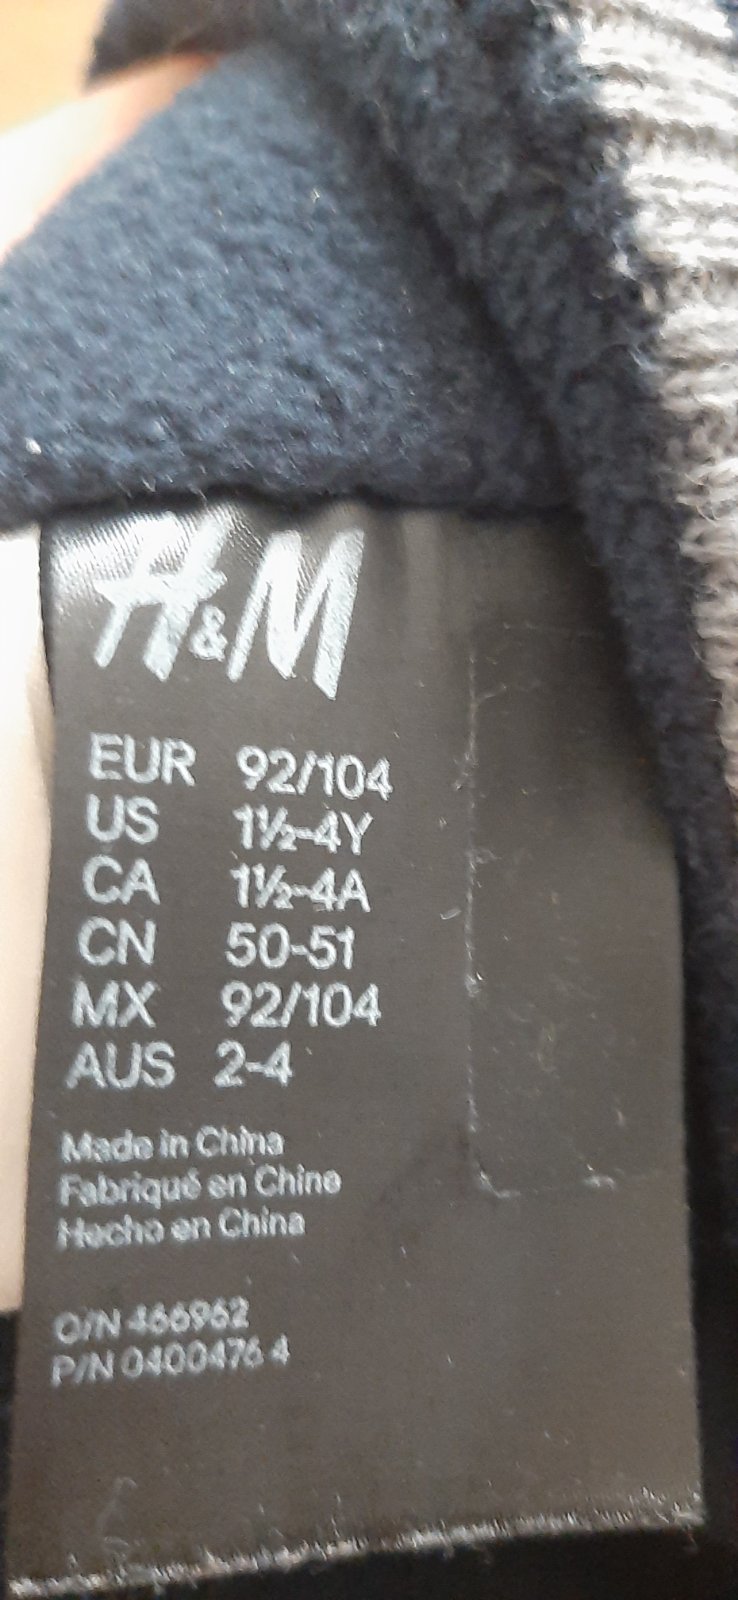 H&M
EUR 92/104
US 1½-4Y
CA 1½-4A
CN 50-51
MX 92/104
AUS 2-4
Made in China
Fabriqué en Chine
Hecho en China
O/N 466962
P/N 0400476 4